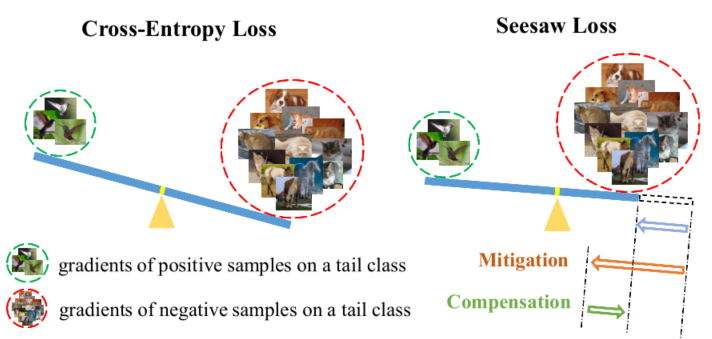 Cross-Entropy Loss
Seesaw Loss
gradients of positive samples on a tail class
gradients of negative samples on a tail class
Mitigation
Compensation